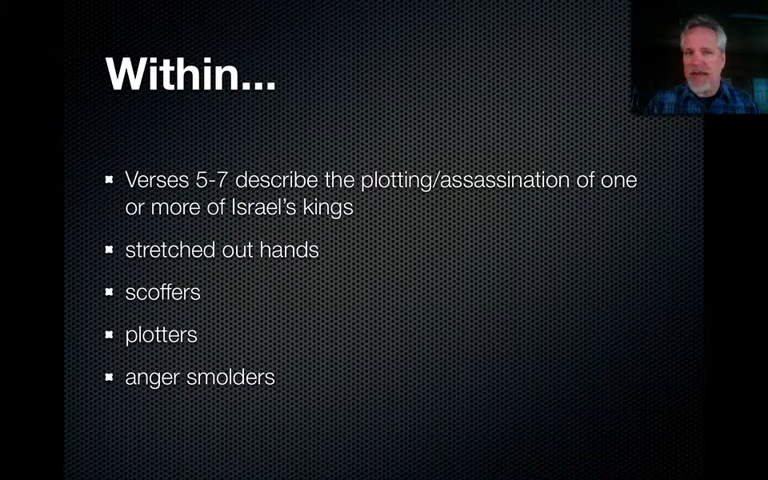 Within...
Verses 5-7 describe the plotting/assassination of one
or more of Israel's kings
stretched out hands
scoffers
plotters
anger smolders